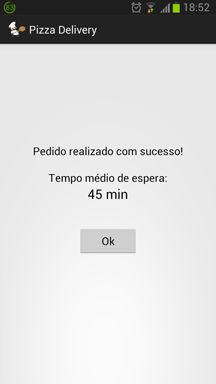 18:52
Pizza Delivery
Pedido realizado com sucesso!
Tempo médio de espera:
45 min
Ok